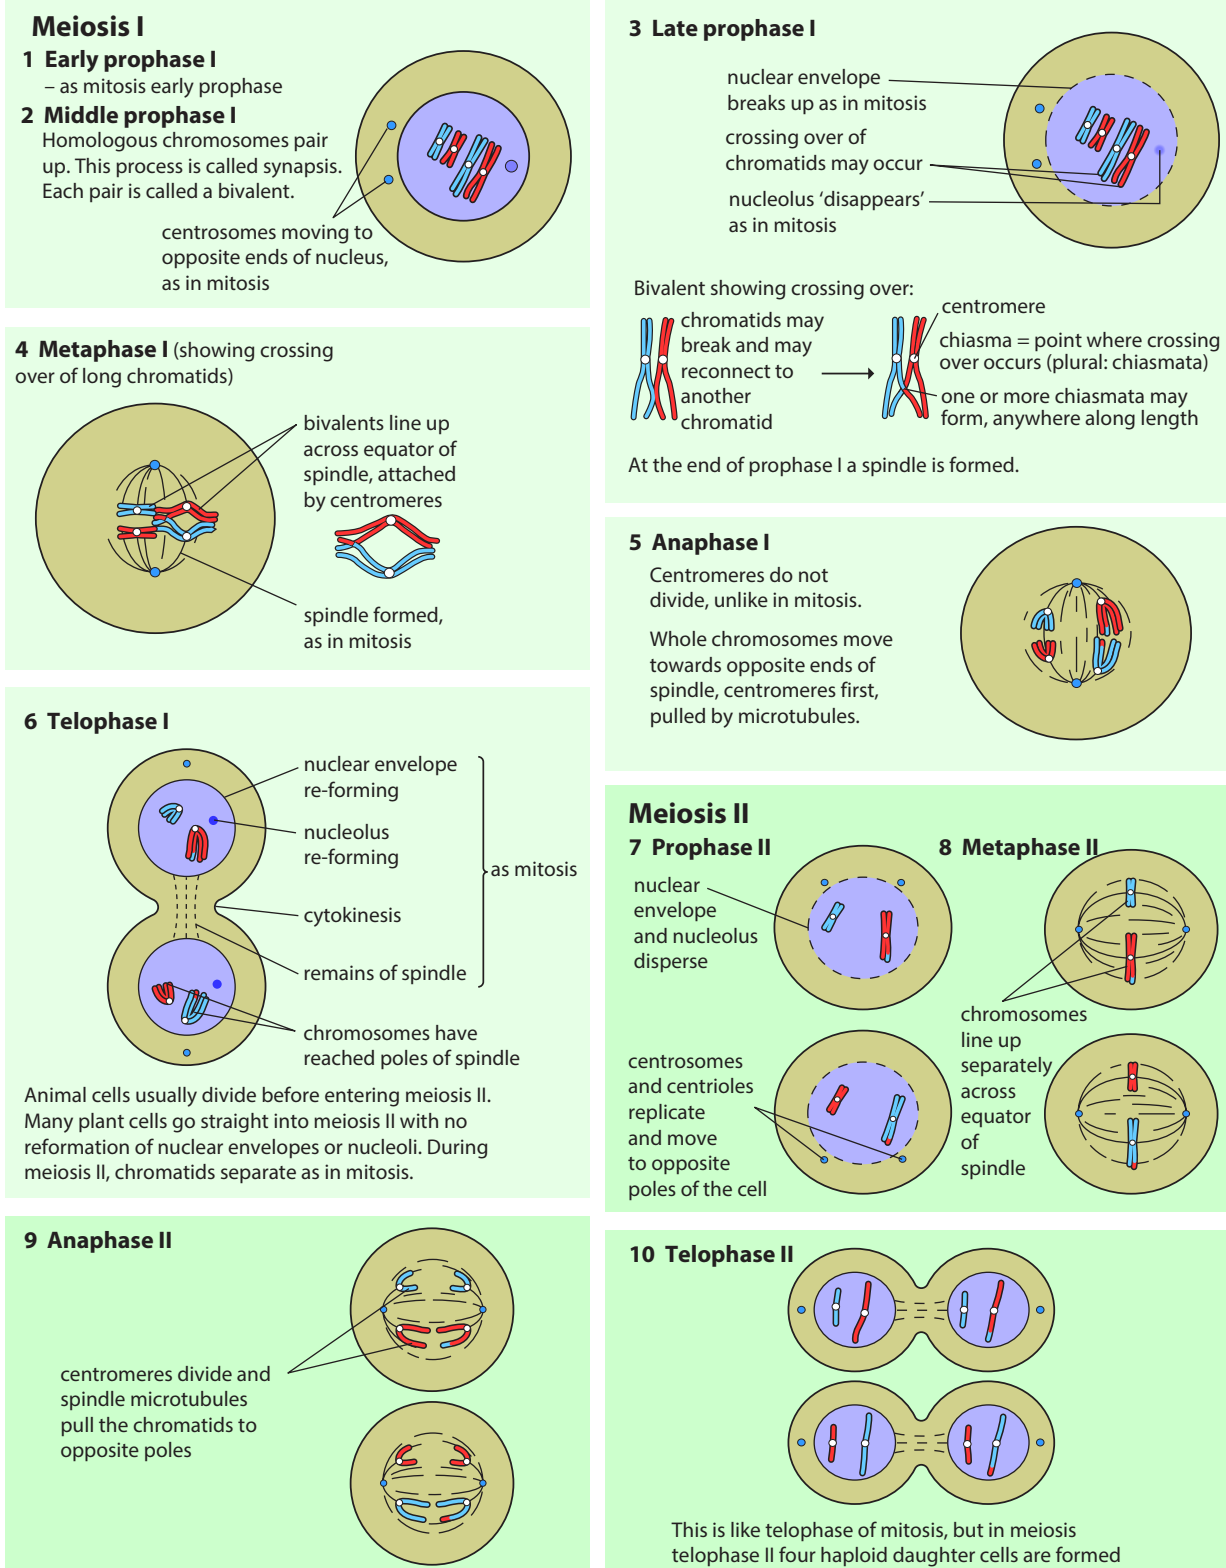 Meiosis I
1 Early prophase I
– as mitosis early prophase
2 Middle prophase I
Homologous chromosomes pair
up. This process is called synapsis.
Each pair is called a bivalent.
centrosomes moving to
opposite ends of nucleus,
as in mitosis
3 Late prophase I
nuclear envelope
breaks up as in mitosis
crossing over of
chromatids may occur
nucleolus ‘disappears’
as in mitosis
Bivalent showing crossing over:
chromatids may
break and may
reconnect to
another
chromatid
centromere
chiasma = point where crossing
over occurs (plural: chiasmata)
one or more chiasmata may
form, anywhere along length
At the end of prophase I a spindle is formed.
4 Metaphase I (showing crossing
over of long chromatids)
bivalents line up
across equator of
spindle, attached
by centromeres
spindle formed,
as in mitosis
5 Anaphase I
Centromeres do not
divide, unlike in mitosis.
Whole chromosomes move
towards opposite ends of
spindle, centromeres first,
pulled by microtubules.
6 Telophase I
nuclear envelope
re-forming
nucleolus
re-forming
as mitosis
cytokinesis
remains of spindle
chromosomes have
reached poles of spindle
Animal cells usually divide before entering meiosis II.
Many plant cells go straight into meiosis II with no
reformation of nuclear envelopes or nucleoli. During
meiosis II, chromatids separate as in mitosis.
Meiosis II
7 Prophase II
nuclear
envelope
and nucleolus
disperse
centrosomes
and centrioles
replicate
and move
to opposite
poles of the cell
8 Metaphase II
chromosomes
line up
separately
across
equator
of
spindle
9 Anaphase II
centromeres divide and
spindle microtubules
pull the chromatids to
opposite poles
10 Telophase II
This is like telophase of mitosis, but in meiosis
telophase II four haploid daughter cells are formed